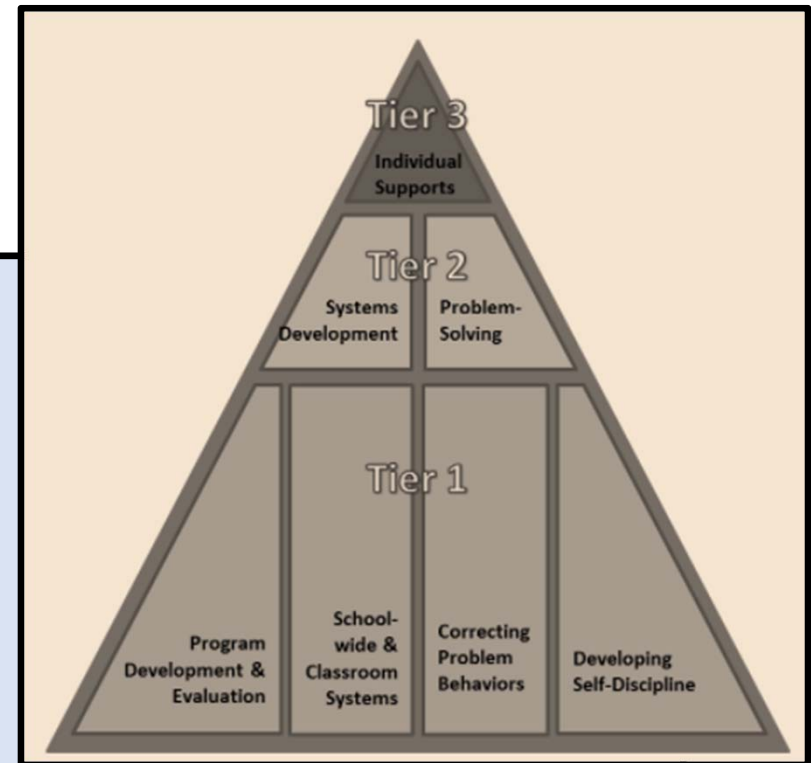 Tier 3
Individual
Supports
Tier 2
Systems
Development
Problem-
Solving
Tier 1
Program
Development &
Evaluation
School-
wide &
Classroom
Systems
Correcting
Problem
Behaviors
Developing
Self-Discipline